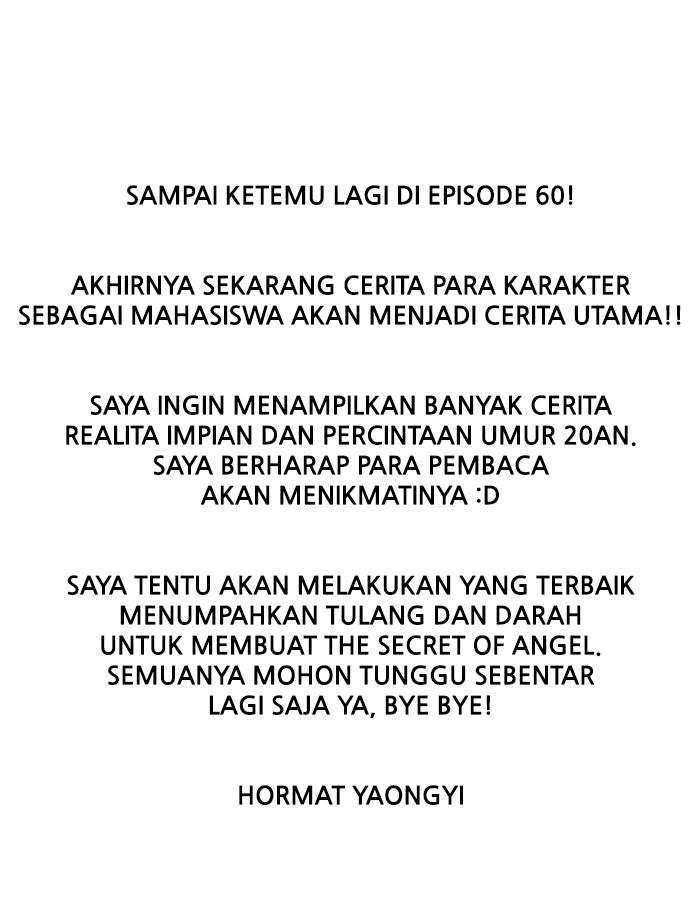 SAMPAI KETEMU LAGI DI EPISODE 60!
AKHIRNYA SEKARANG CERITA PARA KARAKTER
SEBAGAI MAHASISWA AKAN MENJADI CERITA UTAMA!!
SAYA INGIN MENAMPILKAN BANYAK CERITA
REALITA IMPIAN DAN PERCINTAAN UMUR 20AN.
SAYA BERHARAP PARA PEMBACA
AKAN MENIKMATINYA :D
SAYA TENTU AKAN MELAKUKAN YANG TERBAIK
MENUMPAHKAN TULANG DAN DARAH
UNTUK MEMBUAT THE SECRET OF ANGEL.
SEMUANYA MOHON TUNGGU SEBENTAR
LAGI SAJA YA, BYE BYE!
HORMAT YAONGYI